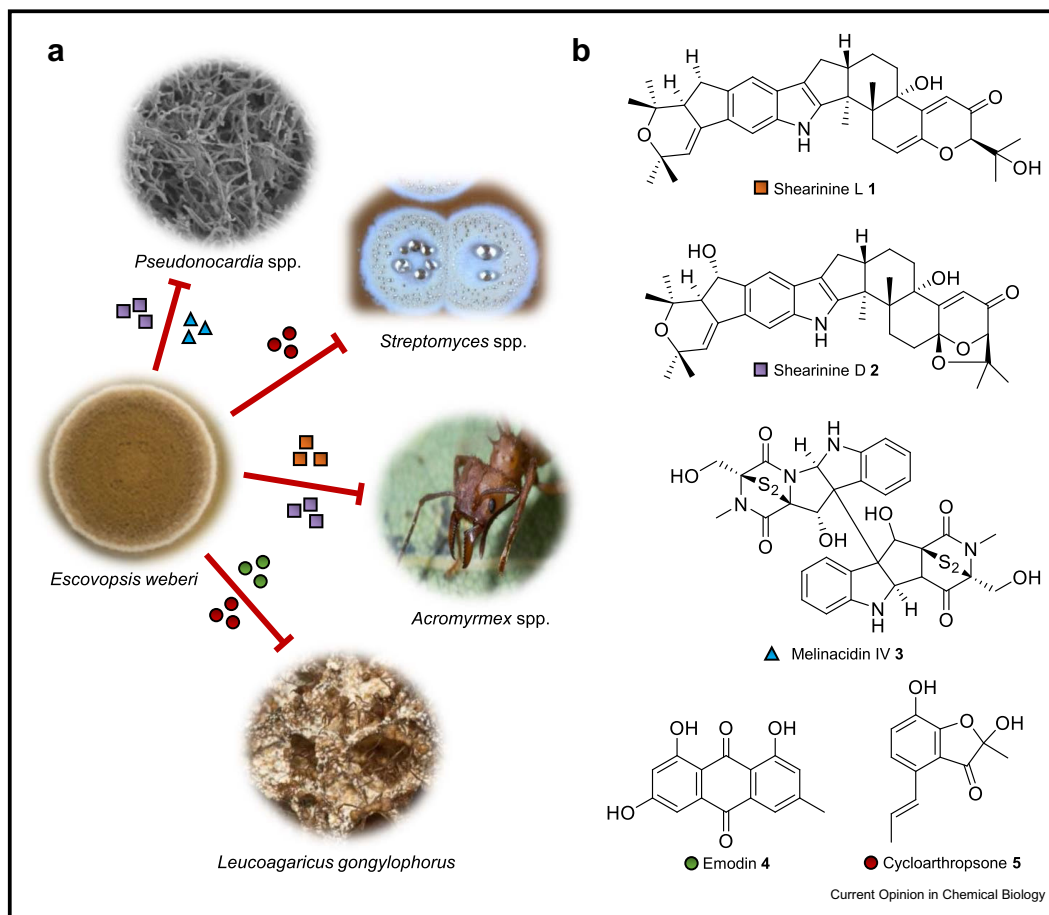 a
Pseudonocardia spp.
Streptomyces spp.
Escovopsis weberi
Acromyrmex spp.
Leucoagaricus gongylophorus
b
H
H
OH
O
O
N
H
O
OH
Shearinine L 1
HO
H
H
OH
O
O
N
H
O
O
Shearinine D 2
H
N
O
H
HO
N
S2
N
O
OH
HO
O
N
S2
OH
N
H
H
O
Melinacidin IV 3
OH
O
OH
HO
O
Emodin 4
OH
O
OH
O
Cycloarthropsone 5
Current Opinion in Chemical Biology